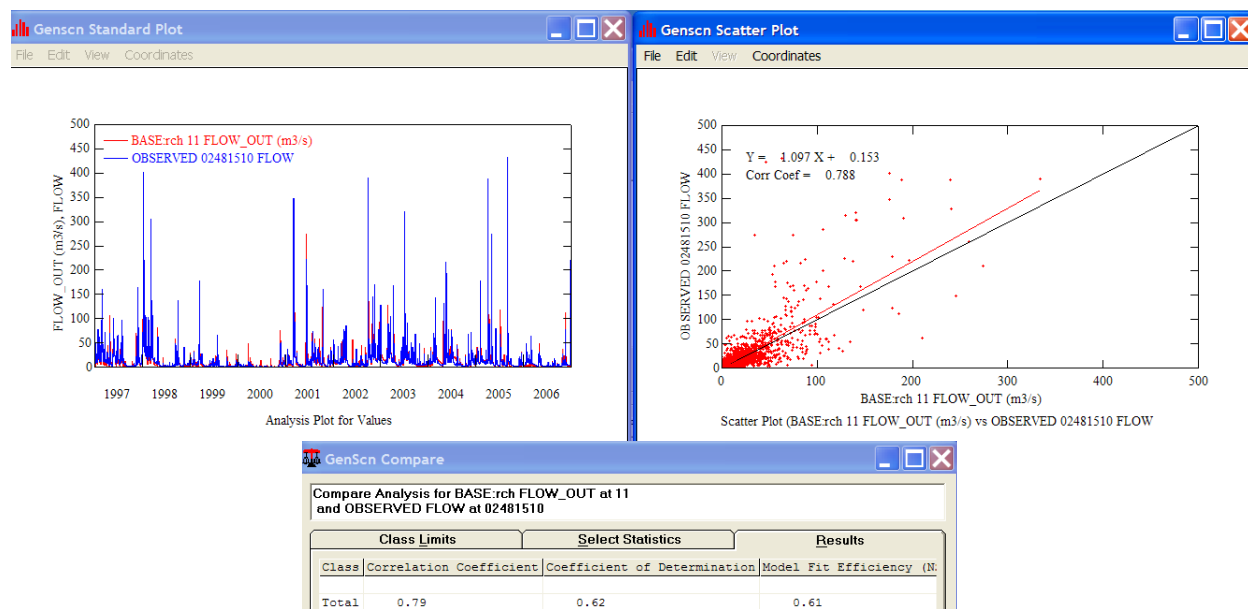 Genscn Standard Plot
File Edit View Coordinates
500
450
400
350
300
250
200
150
100
50
0
FLOW_OUT (m3/s), FLOW
BASE:rch 11 FLOW_OUT (m3/s)
OBSERVED 02481510 FLOW
1997 1998 1999 2000 2001 2002 2003 2004 2005 2006
Analysis Plot for Values
Genscn Scatter Plot
File Edit View Coordinates
500
450
400
350
300
250
200
150
100
50
0
OBSERVED 02481510 FLOW
Y = 1.097 X + 0.153
Corr Coef = 0.788
0 100 200 300 400 500
BASE:rch 11 FLOW_OUT (m3/s)
Scatter Plot (BASE:rch 11 FLOW_OUT (m3/s) vs OBSERVED 02481510 FLOW
GenScn Compare
Compare Analysis for BASE:rch FLOW_OUT at 11
and OBSERVED FLOW at 02481510
Class Limits Select Statistics Results
Class Correlation Coefficient Coefficient of Determination Model Fit Efficiency (N
Total 0.79 0.62 0.61